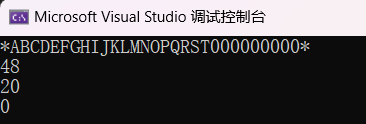 Microsoft Visual Studio 调试控制台
*ABCDEFGHIJKLMNOPQRST000000000*
48
20
0